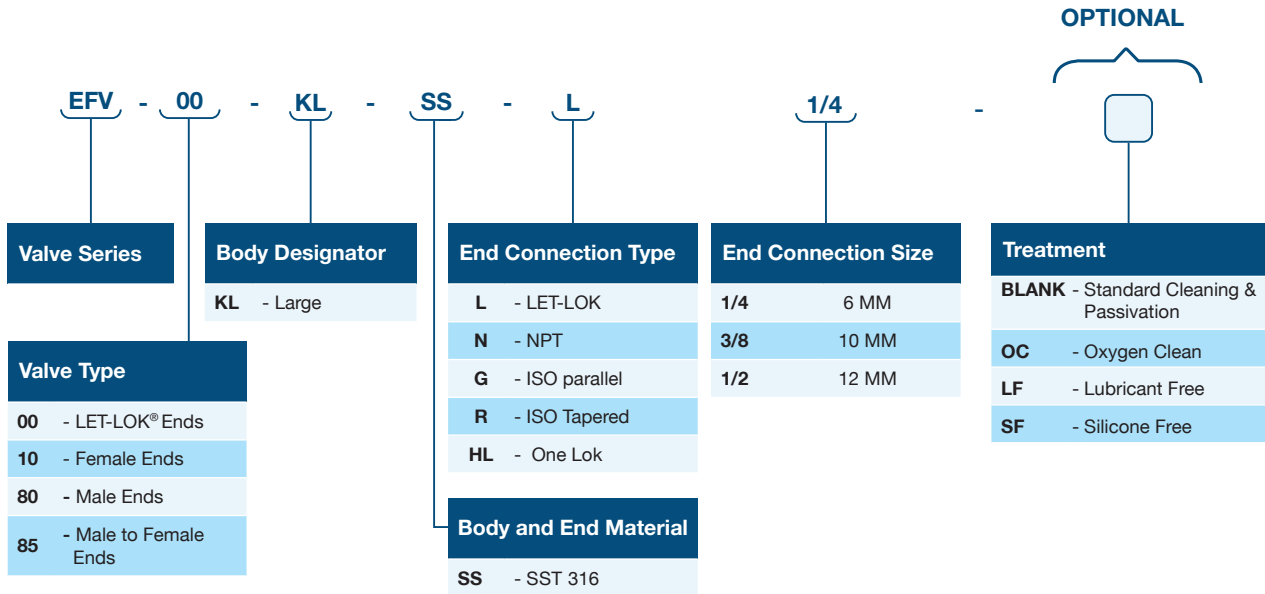 OPTIONAL
EFV - 00 - KL - SS - L 1/4 -
Valve Series
Valve Type
00 - LET-LOK® Ends
10 - Female Ends
80 - Male Ends
85 - Male to Female
Ends
Body Designator
KL - Large
End Connection Type
L - LET-LOK
N - NPT
G - ISO parallel
R - ISO Tapered
HL - One Lok
Body and End Material
SS - SST 316
End Connection Size
1/4 6 MM
3/8 10 MM
1/2 12 MM
Treatment
BLANK - Standard Cleaning &
Passivation
OC - Oxygen Clean
LF - Lubricant Free
SF - Silicone Free